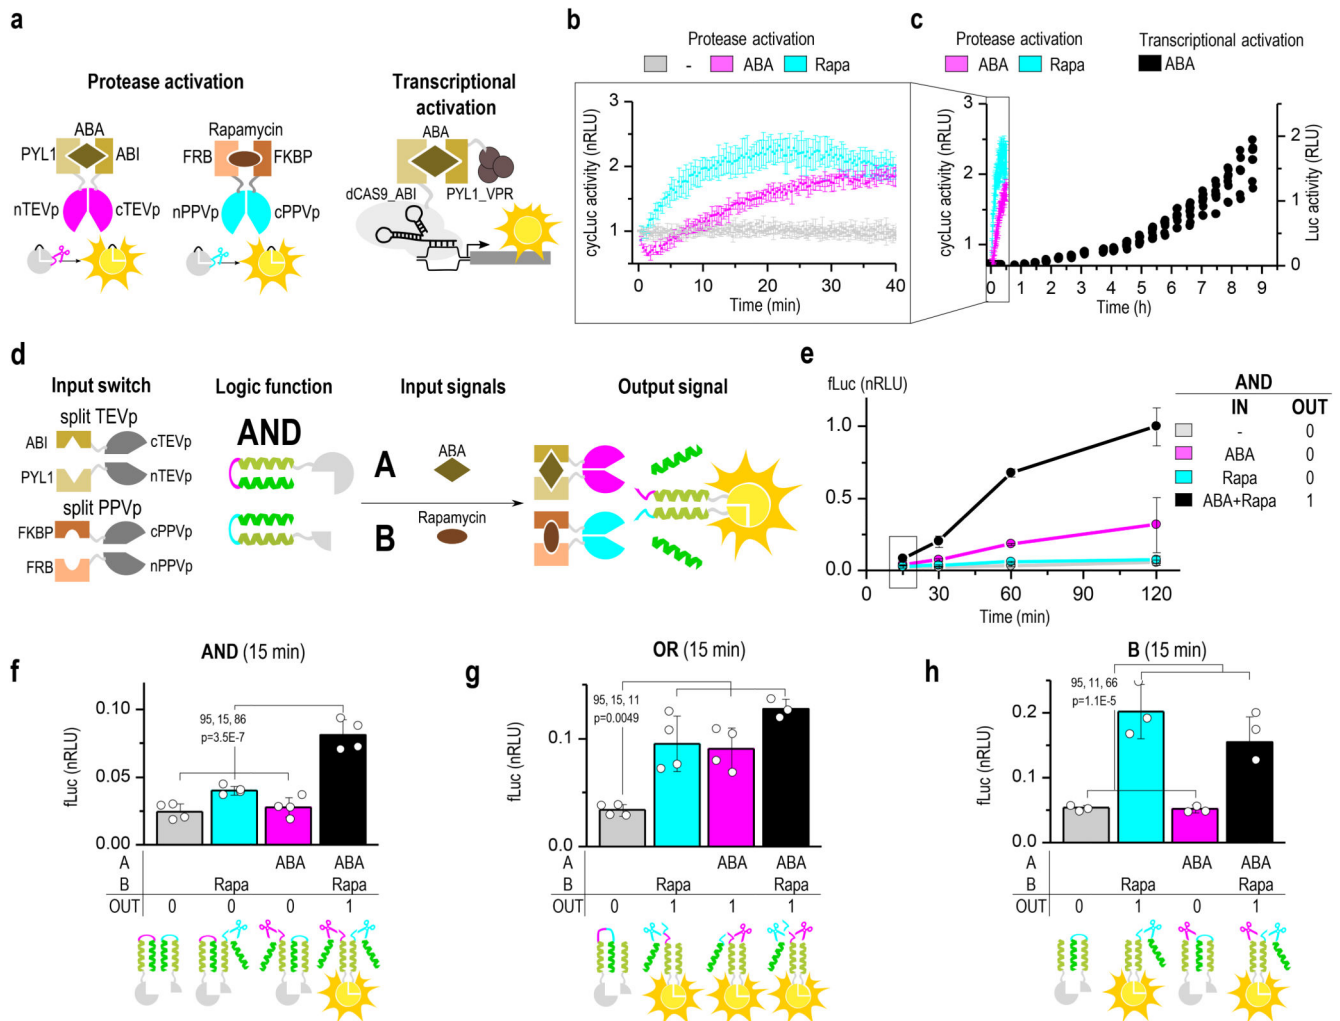 a
Protease activation
ABA
PYL1
ABI
nTEVp
cTEVp
Rapamycin
FRB
FKBP
nPPVp
cPPVp
Transcriptional
activation
ABA
dCAS9_ABI
PYL1_VPR
b
Protease activation
- ABA Rapa
cycLuc activity (nRLU)
3
2
1
0 10 20 30 40
Time (min)
c
Protease activation
ABA Rapa
Transcriptional activation
ABA
cycLuc activity (nRLU)
3
2
1
Luc activity (RLU)
2
1
0
0 1 2 3 4 5 6 7 8 9
Time (h)
d
Input switch
split TEVp
ABI
cTEVp
PYL1
nTEVp
split PPVp
FKBP
cPPVp
FRB
nPPVp
Logic function
AND
Input signals
A
ABA
B
Rapamycin
Output signal
e
fLuc (nRLU)
1.0
0.5
0.0
0 30 60 90 120
Time (min)
AND
IN OUT
- 0
ABA 0
Rapa 0
ABA+Rapa 1
f
AND (15 min)
fLuc (nRLU)
0.10
0.05
0.00
95, 15, 86
p=3.5E-7
A ABA ABA
B Rapa Rapa
OUT 0 0 0 1
g
OR (15 min)
fLuc (nRLU)
0.1
0.0
95, 15, 11
p=0.0049
A ABA ABA
B Rapa Rapa
OUT 0 1 1 1
h
B (15 min)
fLuc (nRLU)
0.2
0.1
0.0
95, 11, 66
p=1.1E-5
A ABA ABA
B Rapa Rapa
OUT 0 1 0 1